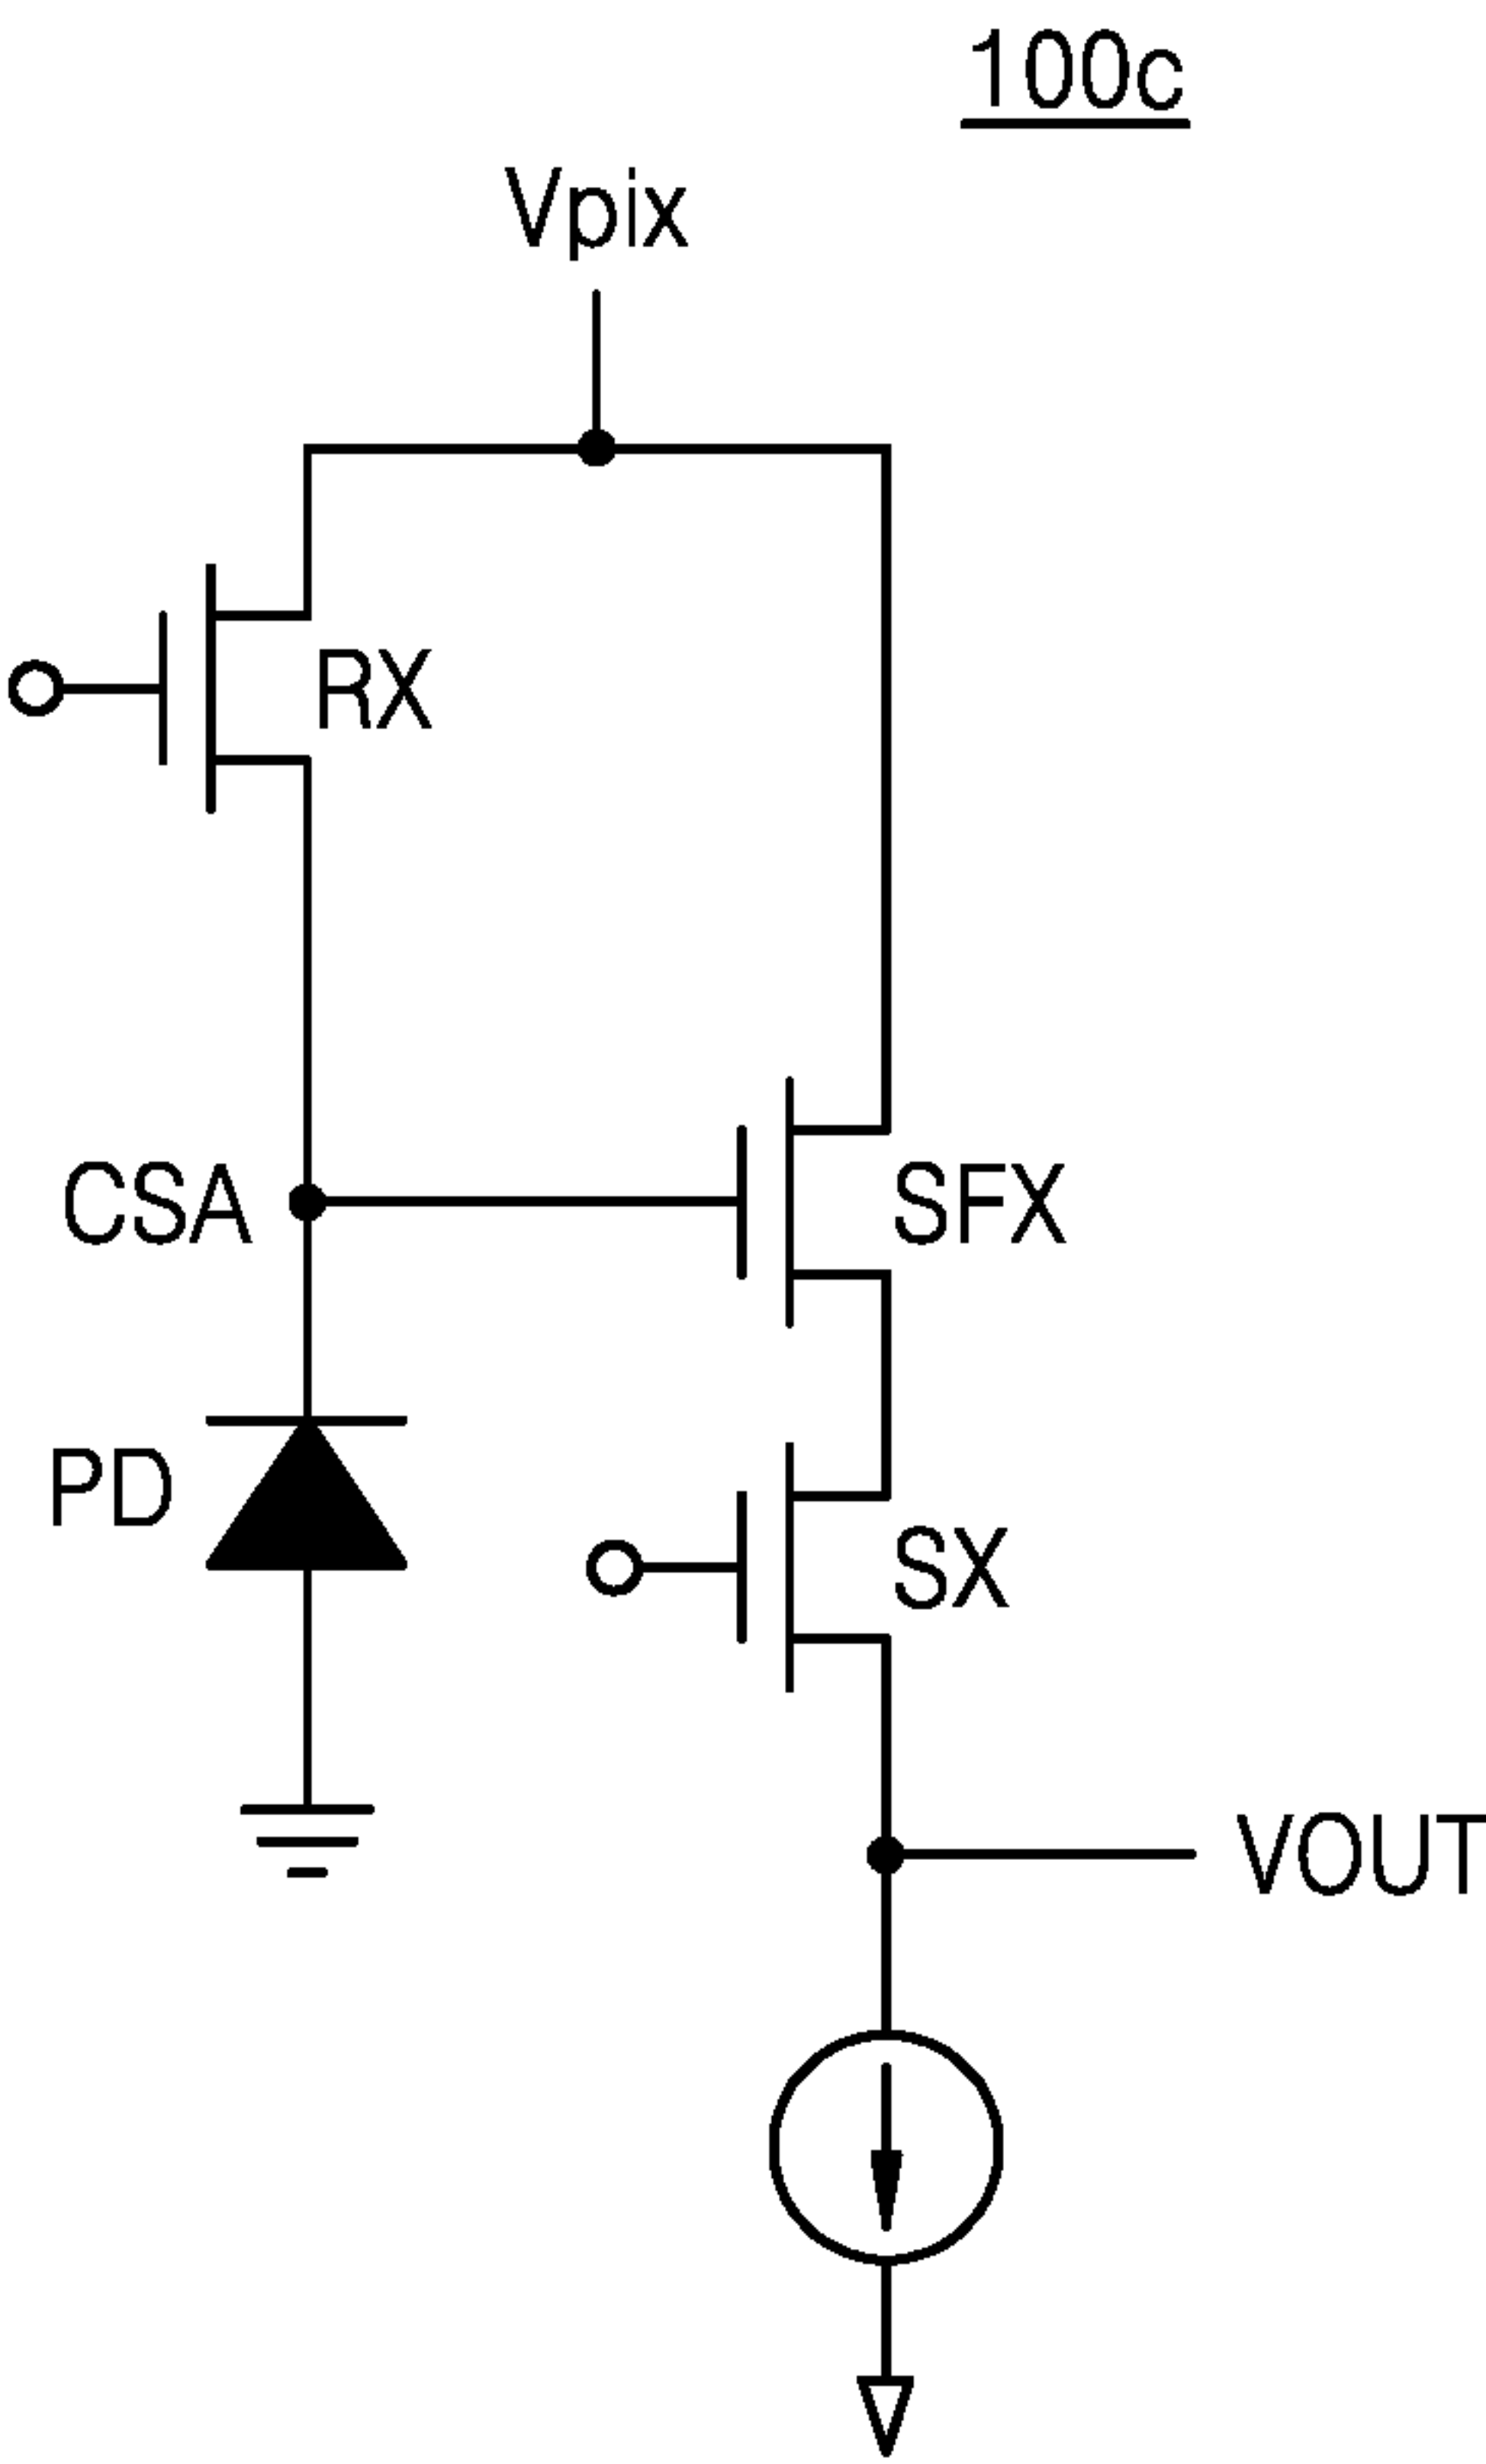 100c
Vpix
RX
CSA
SFX
PD
SX
VOUT